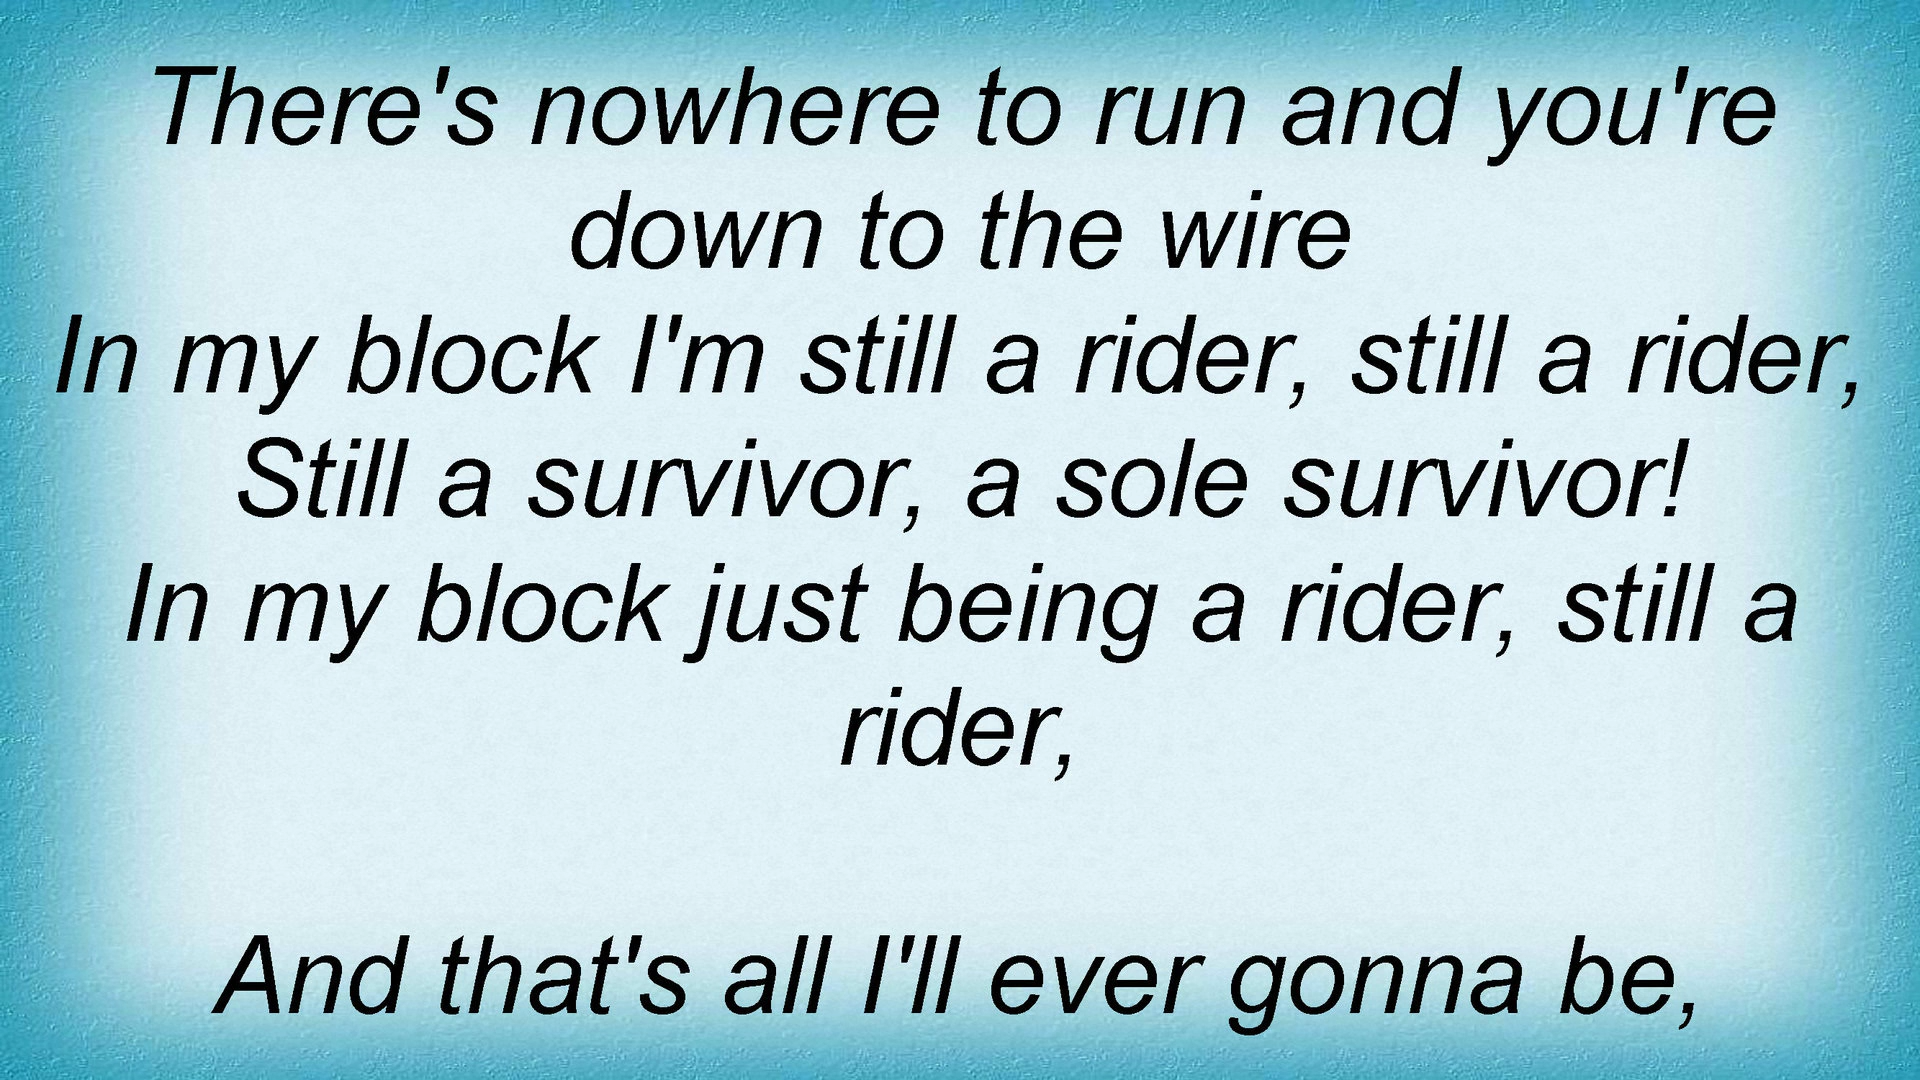 There's nowhere to run and you're
down to the wire
In my block I'm still a rider, still a rider,
Still a survivor, a sole survivor!
In my block just being a rider, still a
rider,
And that's all I'll ever gonna be,